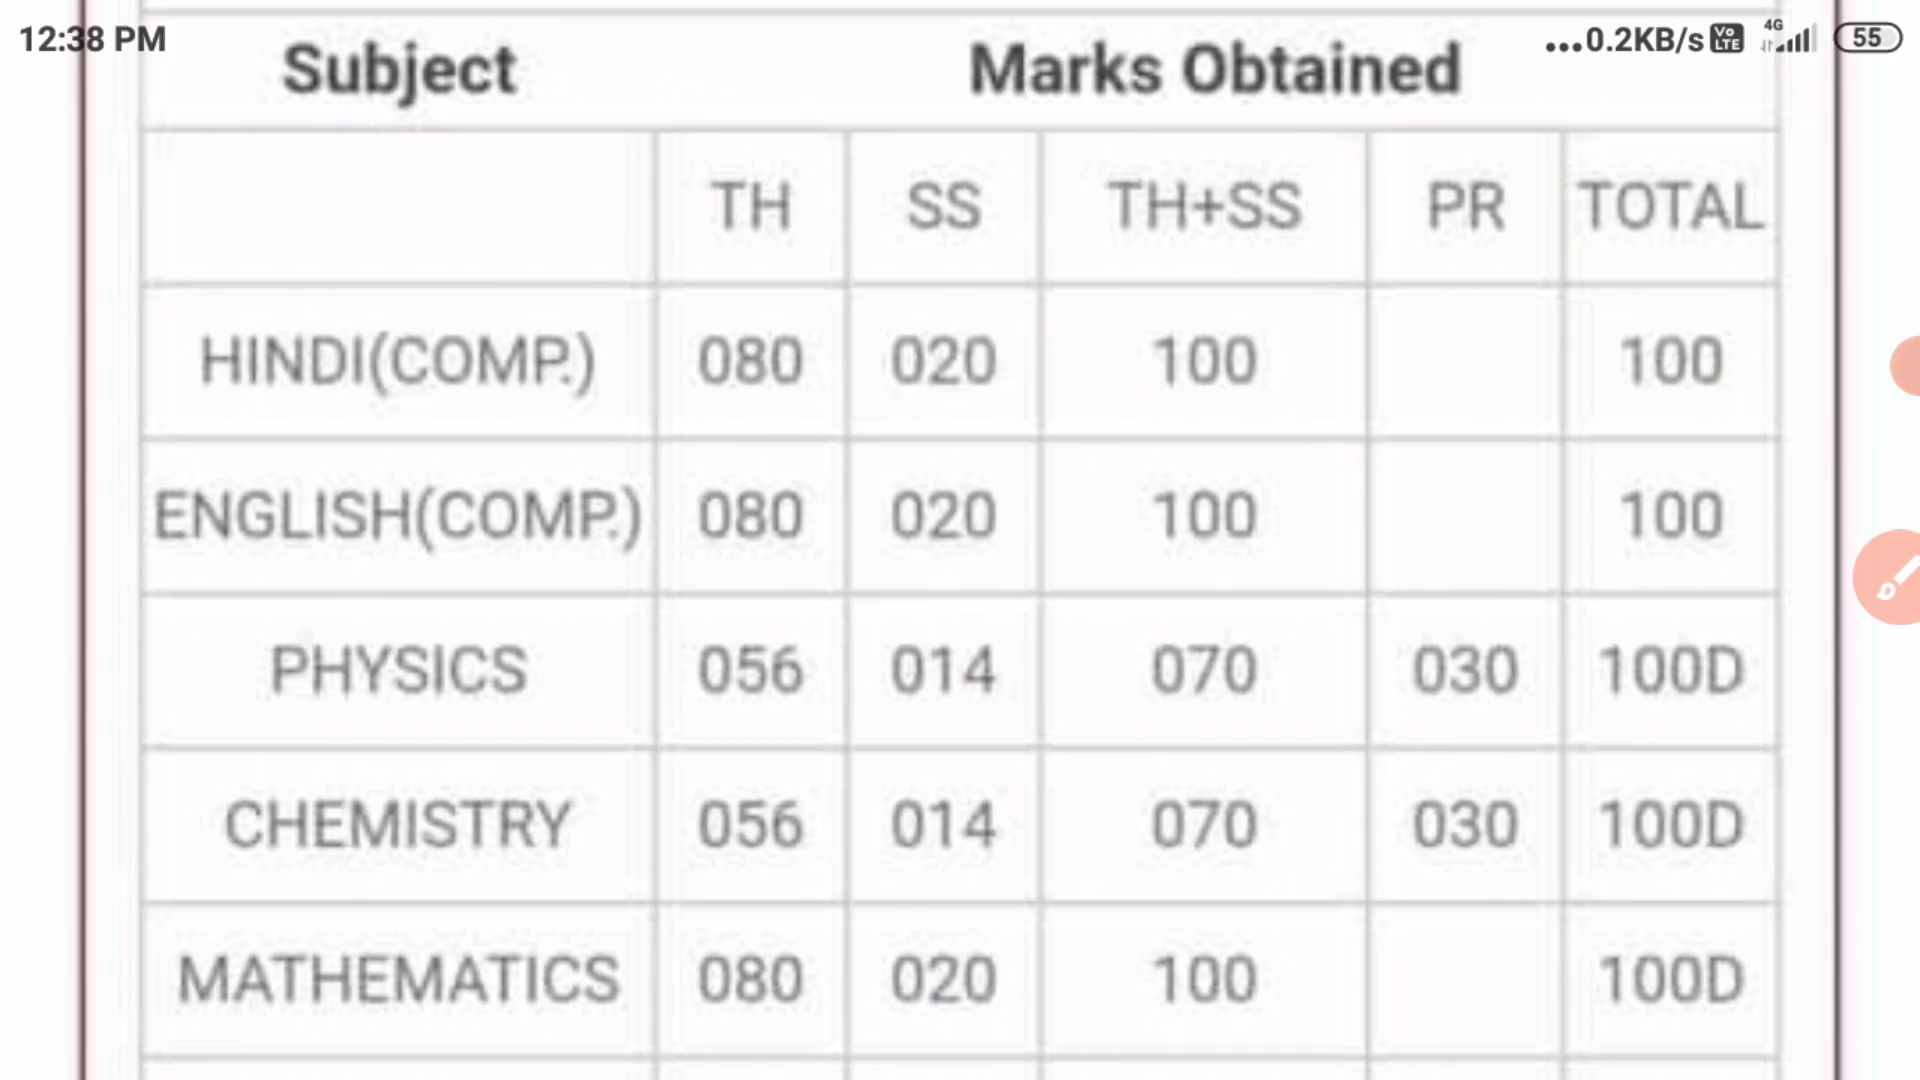 12:38 PM
...0.2KB/s Vo LTE 4G 55
Subject Marks Obtained
TH SS TH+SS PR TOTAL
HINDI(COMP.) 080 020 100 100
ENGLISH(COMP.) 080 020 100 100
PHYSICS 056 014 070 030 100D
CHEMISTRY 056 014 070 030 100D
MATHEMATICS 080 020 100 100D